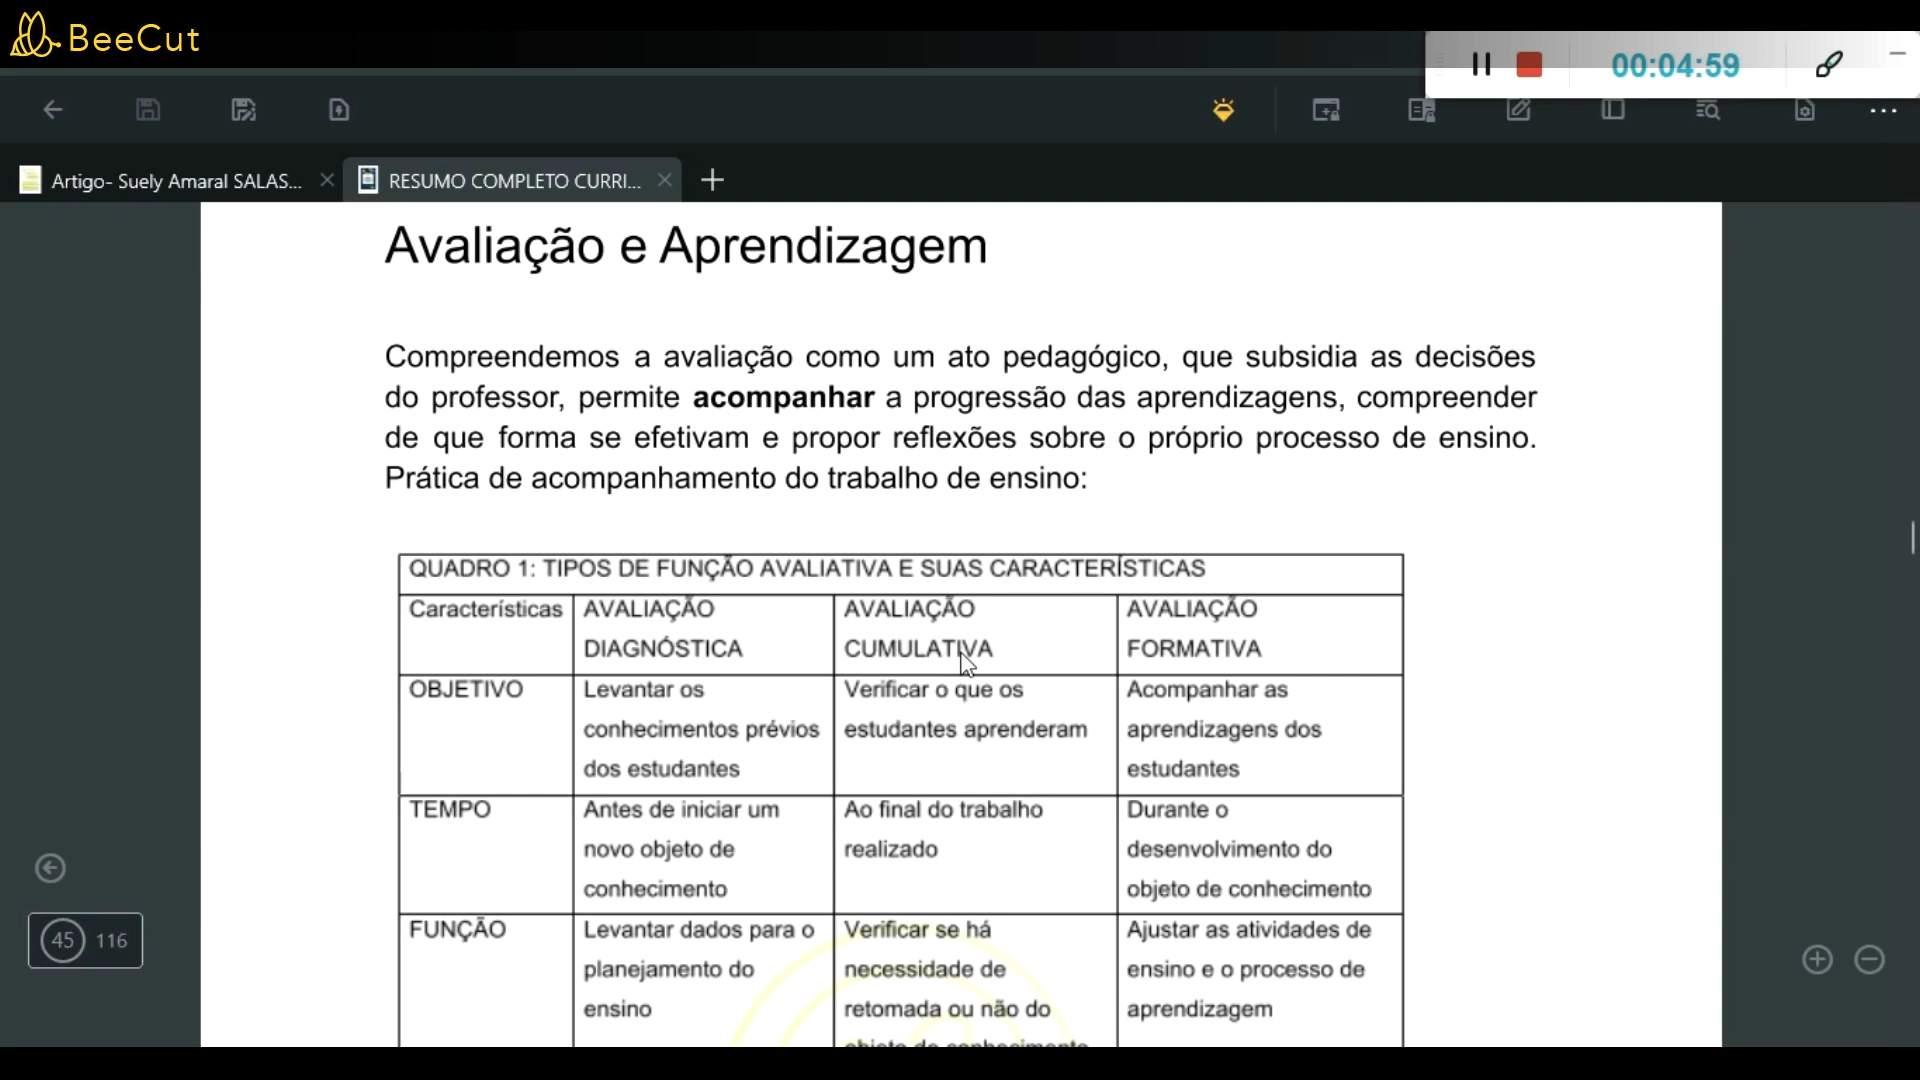 BeeCut
00:04:59
Artigo- Suely Amaral SALAS...
RESUMO COMPLETO CURRI...
Avaliação e Aprendizagem
Compreendemos a avaliação como um ato pedagógico, que subsidia as decisões
do professor, permite acompanhar a progressão das aprendizagens, compreender
de que forma se efetivam e propor reflexões sobre o próprio processo de ensino.
Prática de acompanhamento do trabalho de ensino:
QUADRO 1: TIPOS DE FUNÇÃO AVALIATIVA E SUAS CARACTERÍSTICAS
Características
AVALIAÇÃO
DIAGNÓSTICA
AVALIAÇÃO
CUMULATIVA
AVALIAÇÃO
FORMATIVA
OBJETIVO
Levantar os
conhecimentos prévios
dos estudantes
Verificar o que os
estudantes aprenderam
Acompanhar as
aprendizagens dos
estudantes
TEMPO
Antes de iniciar um
novo objeto de
conhecimento
Ao final do trabalho
realizado
Durante o
desenvolvimento do
objeto de conhecimento
FUNÇÃO
Levantar dados para o
planejamento do
ensino
Verificar se há
necessidade de
retomada ou não do
objeto de conhecimento
Ajustar as atividades de
ensino e o processo de
aprendizagem
45 116